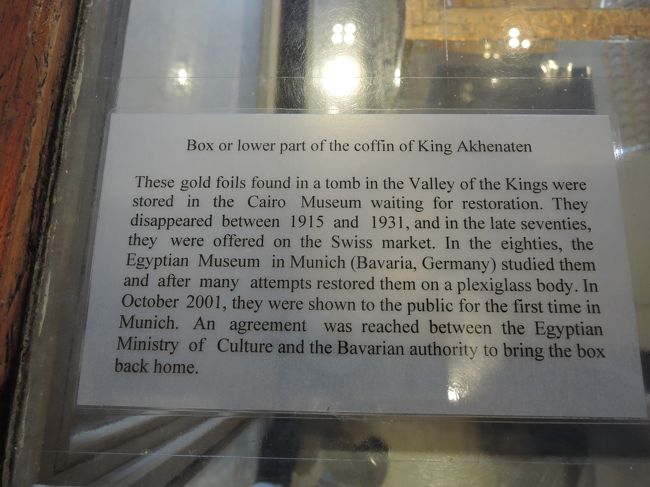 Box or lower part of the coffin of King Akhenaten
These gold foils found in a tomb in the Valley of the Kings were
stored in the Cairo Museum waiting for restoration. They
disappeared between 1915 and 1931, and in the late seventies,
they were offered on the Swiss market. In the eighties, the
Egyptian Museum in Munich (Bavaria, Germany) studied them
and after many attempts restored them on a plexiglass body. In
October 2001, they were shown to the public for the first time in
Munich. An agreement was reached between the Egyptian
Ministry of Culture and the Bavarian authority to bring the box
back home.